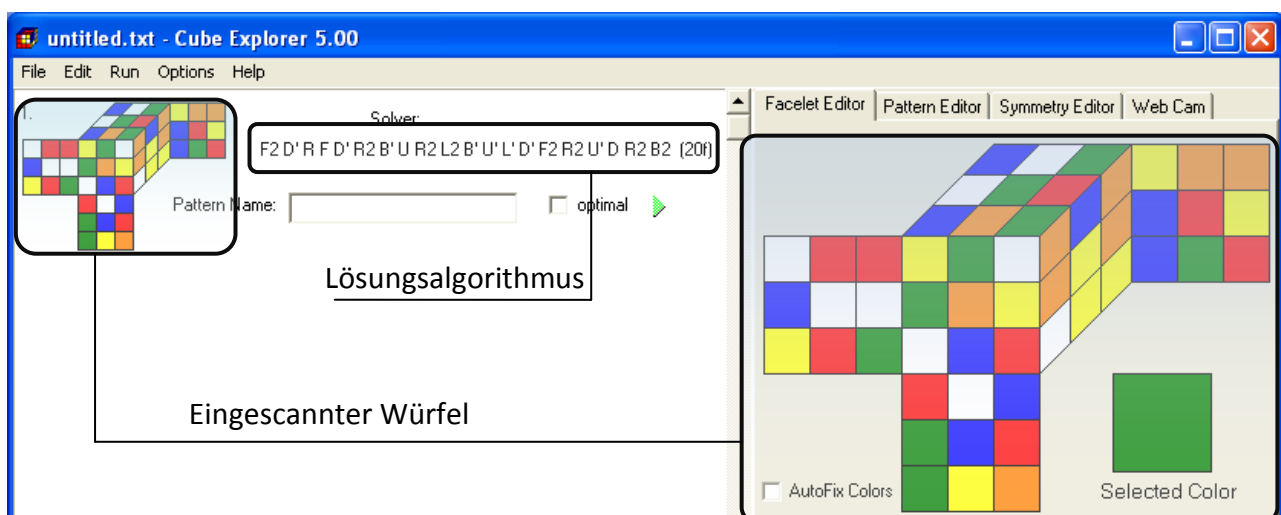 untitled.txt - Cube Explorer 5.00
File Edit Run Options Help
1.
Solver:
F2 D' R F D' R2 B' U R2 L2 B' U' L' D' F2 R2 U' D R2 B2 (20f)
Pattern Name:
optimal
Lösungsalgorithmus
Eingescannter Würfel
Facelet Editor Pattern Editor Symmetry Editor Web Cam
AutoFix Colors
Selected Color